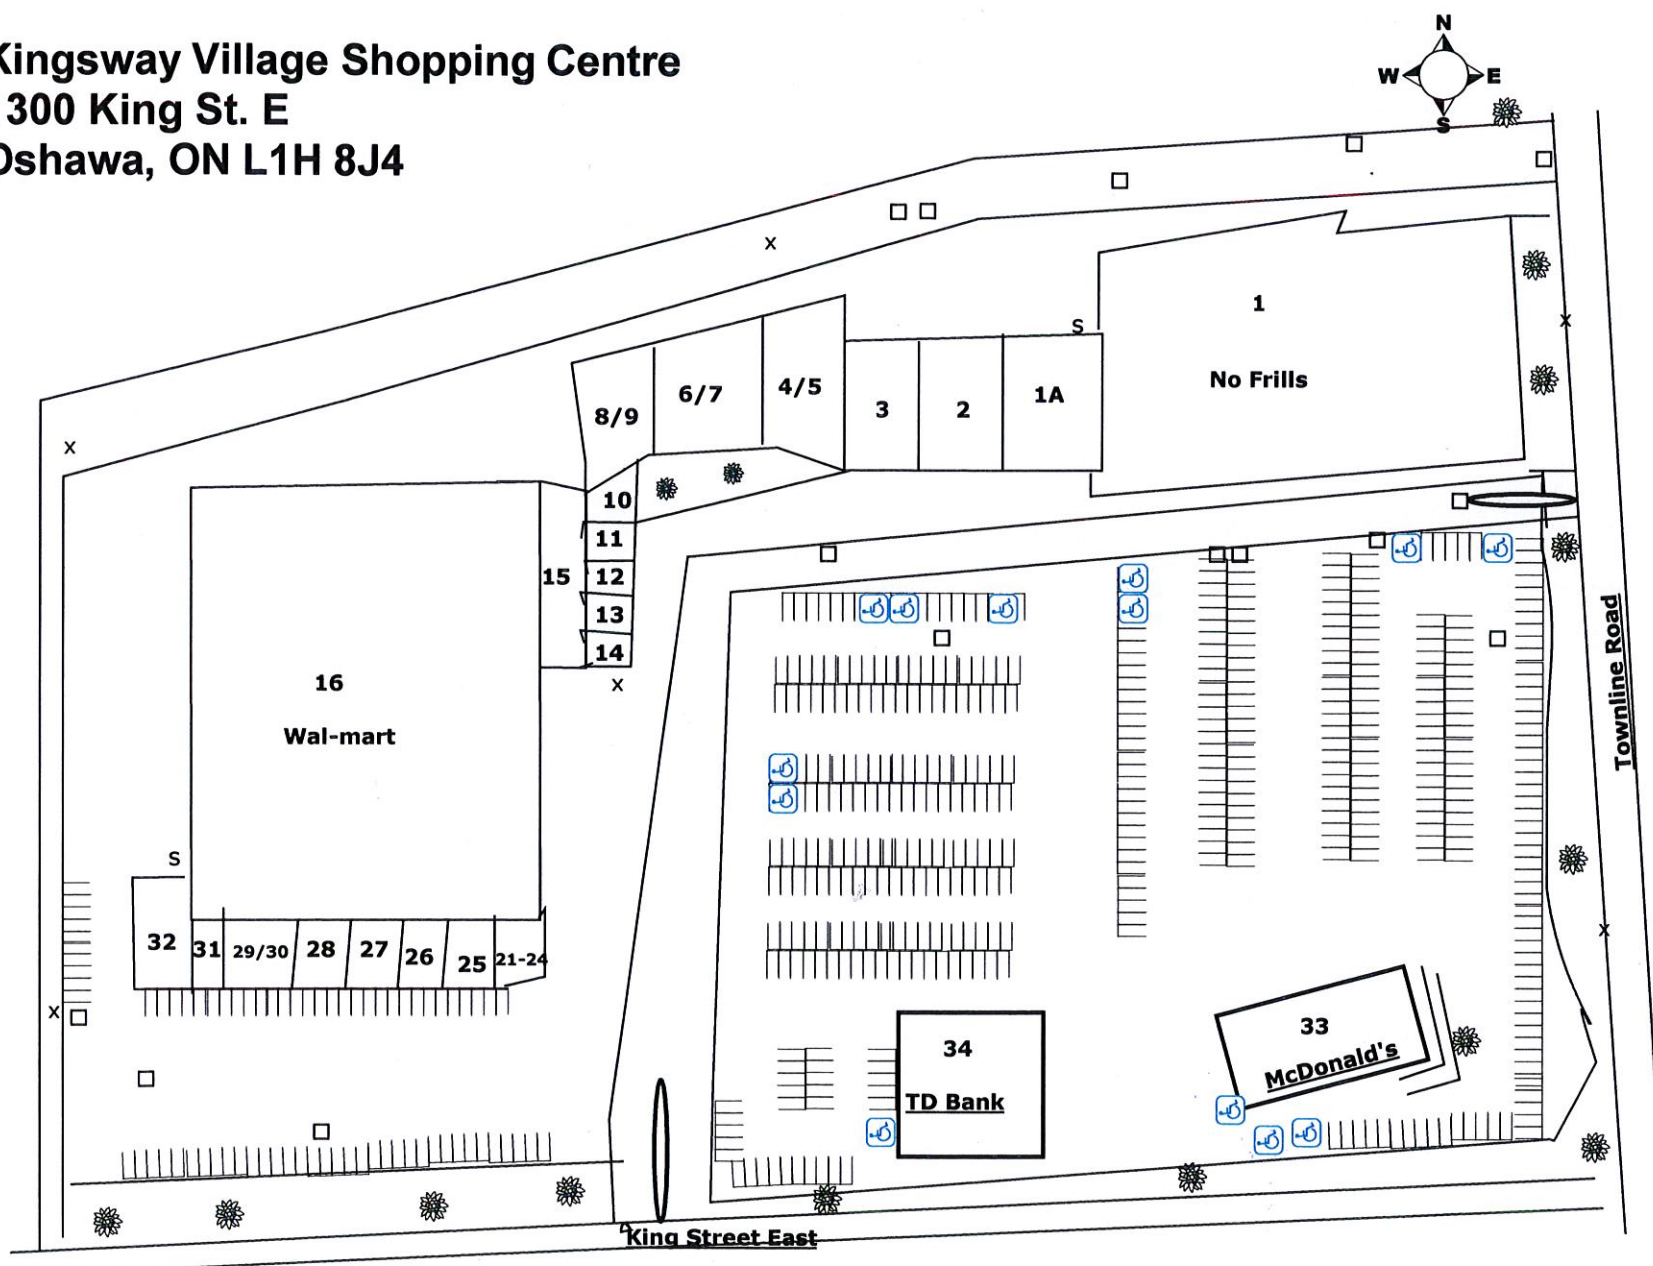 Kingsway Village Shopping Centre
1300 King St. E
Oshawa, ON L1H 8J4
N
W E
S
x
x
S
1
No Frills
x
8/9
6/7
4/5
3
2
1A
10
11
15
12
13
14
x
16
Wal-mart
Townline Road
S
32
31
29/30
28
27
26
25
21-24
x
x
34
TD Bank
33
McDonald's
King Street East